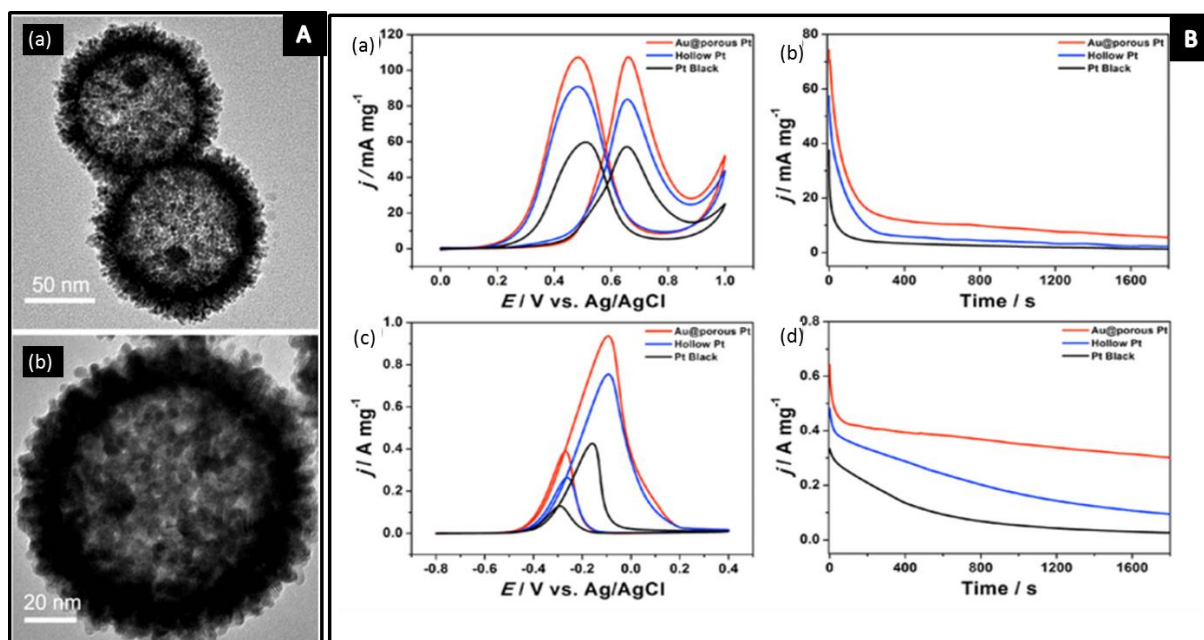 A
(a)
50 nm
(b)
20 nm
B
(a)
120
100
80
60
40
20
0
j / mA mg-1
0.0 0.2 0.4 0.6 0.8 1.0
E / V vs. Ag/AgCl
Au@porous Pt
Hollow Pt
Pt Black
(b)
80
60
40
20
0
j / mA mg-1
0 400 800 1200 1600
Time / s
Au@porous Pt
Hollow Pt
Pt Black
(c)
1.0
0.8
0.6
0.4
0.2
0.0
j / A mg-1
-0.8 -0.6 -0.4 -0.2 0.0 0.2 0.4
E / V vs. Ag/AgCl
Au@porous Pt
Hollow Pt
Pt Black
(d)
0.8
0.6
0.4
0.2
0.0
j / A mg-1
0 400 800 1200 1600
Time / s
Au@porous Pt
Hollow Pt
Pt Black